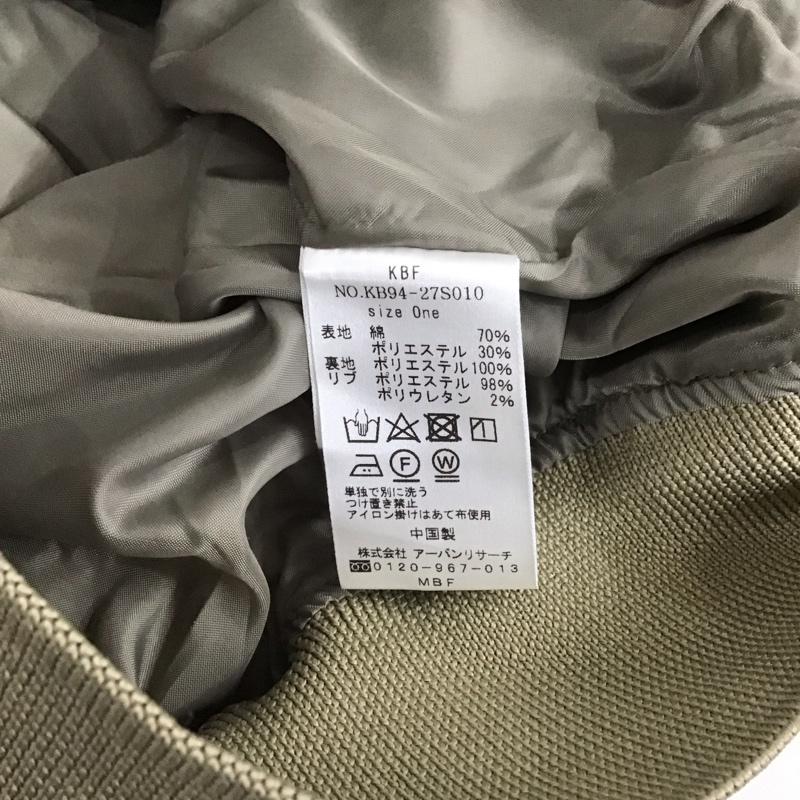 KBF
NO.KB94-27S010
size One
表地 綿 70%
ポリエステル 30%
裏地 ポリエステル 100%
リブ ポリエステル 98%
ポリウレタン 2%
F W
単独で別に洗う
つけ置き禁止
アイロン掛けはあて布使用
中国製
株式会社 アーバンリサーチ
0120-967-013
MBF